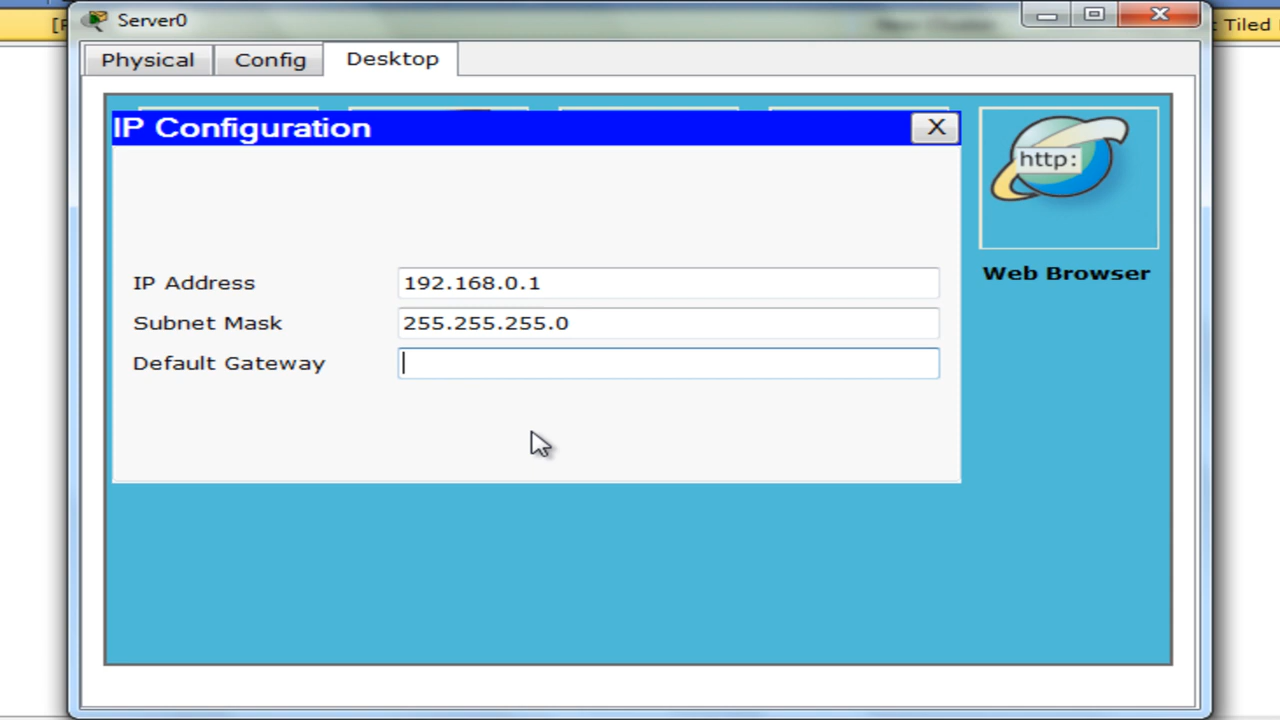 Server0
Tiled
Physical Config Desktop
IP Configuration X
http:
IP Address 192.168.0.1
Web Browser
Subnet Mask 255.255.255.0
Default Gateway